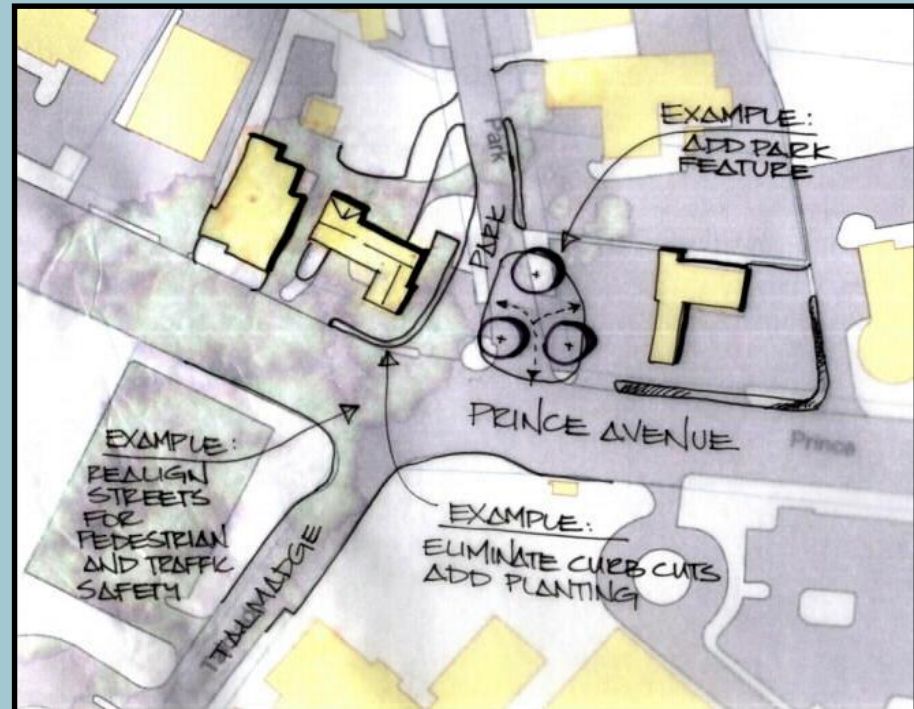 Park
EXAMPLE:
ADD PARK
FEATURE
PARK
PRINCE AVENUE
Prince
EXAMPLE:
REALIGN
STREETS
FOR
PEDESTRIAN
AND TRAFFIC
SAFETY
EXAMPLE:
ELIMINATE CURB CUTS
ADD PLANTING
TALMADGE